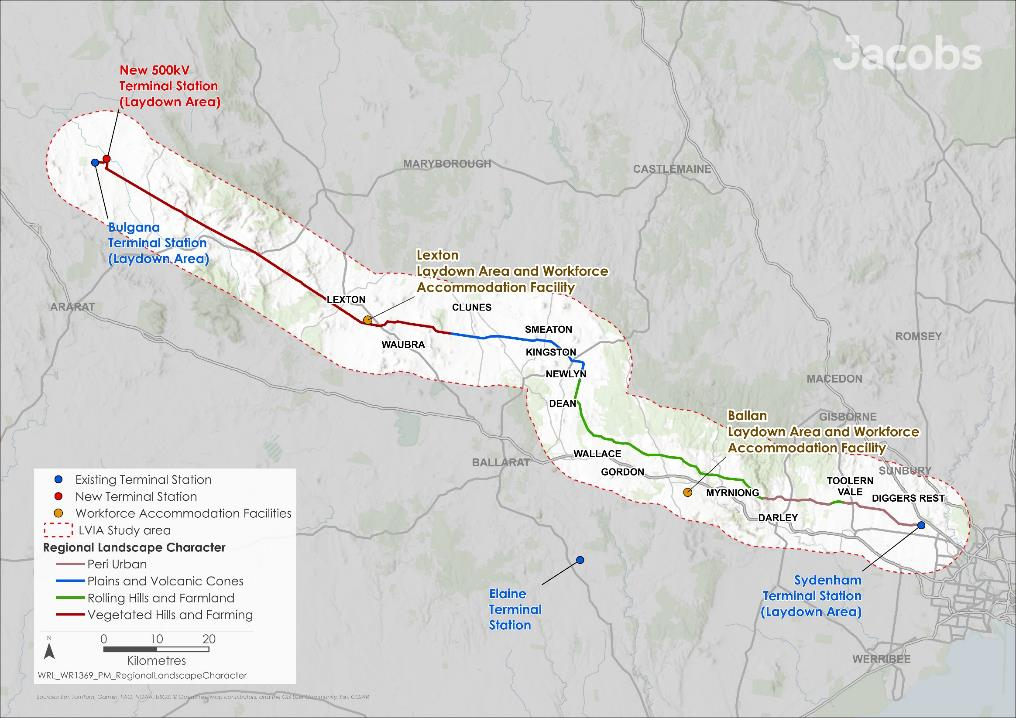 Jacobs
New 500kV
Terminal Station
(Laydown Area)
MARYBOROUGH
CASTLEMAINE
Bulgana
Terminal Station
(Laydown Area)
Lexton
Laydown Area and Workforce
Accommodation Facility
ARARAT
LEXTON
CLUNES
SMEATON
WAUBRA
KINGSTON
ROMSEY
NEWLYN
MACEDON
DEAN
GISBORNE
Ballan
Laydown Area and Workforce
Accommodation Facility
WALLACE
BALLARAT
GORDON
SUNBURY
TOOLERN
VALE
MYRNIONG
DIGGERS REST
DARLEY
Existing Terminal Station
New Terminal Station
Workforce Accommodation Facilities
LVIA Study area
Regional Landscape Character
Peri Urban
Plains and Volcanic Cones
Rolling Hills and Farmland
Vegetated Hills and Farming
N
0 10 20
Kilometres
WRL_WR1369_PM_RegionalLandscapeCharacter
Elaine
Terminal
Station
Sydenham
Terminal Station
(Laydown Area)
WERRIBEE